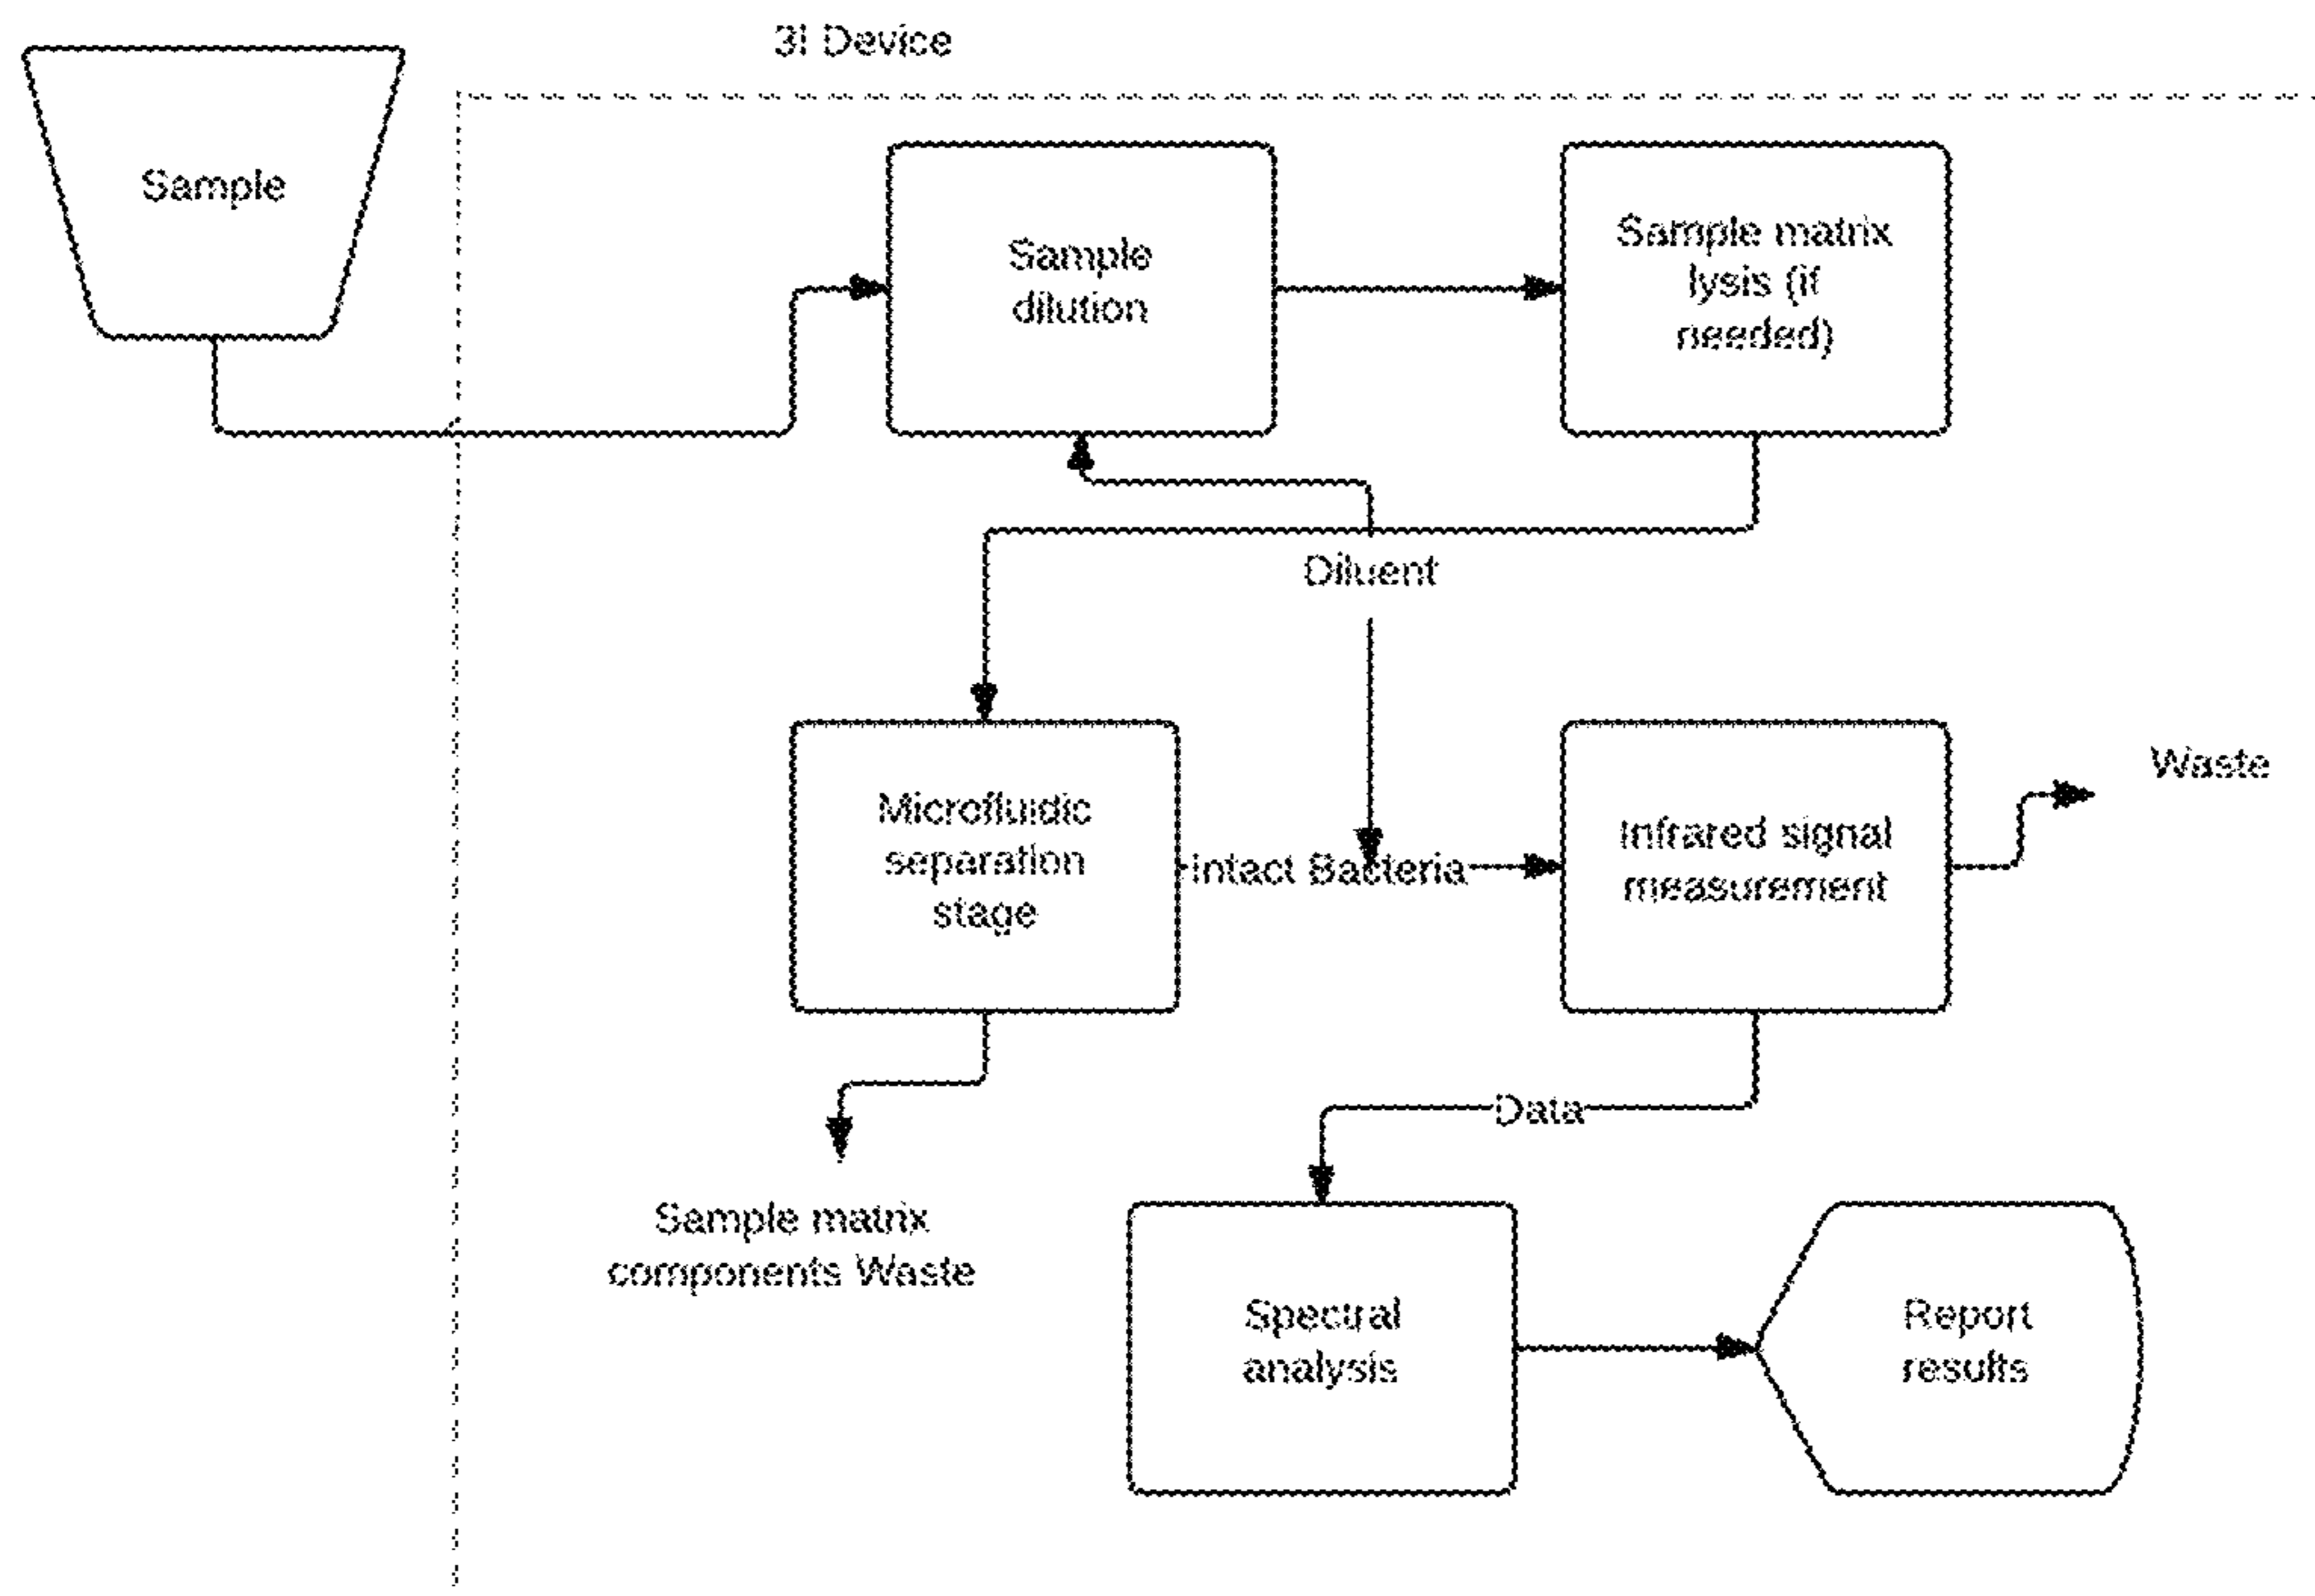 3I Device
Sample
Sample
dilution
Sample matrix
lysis (if
needed)
Diluent
Microfluidic
separation
stage
Intact Bacteria
Infrared signal
measurement
Waste
Data
Sample matrix
components Waste
Spectral
analysis
Report
results